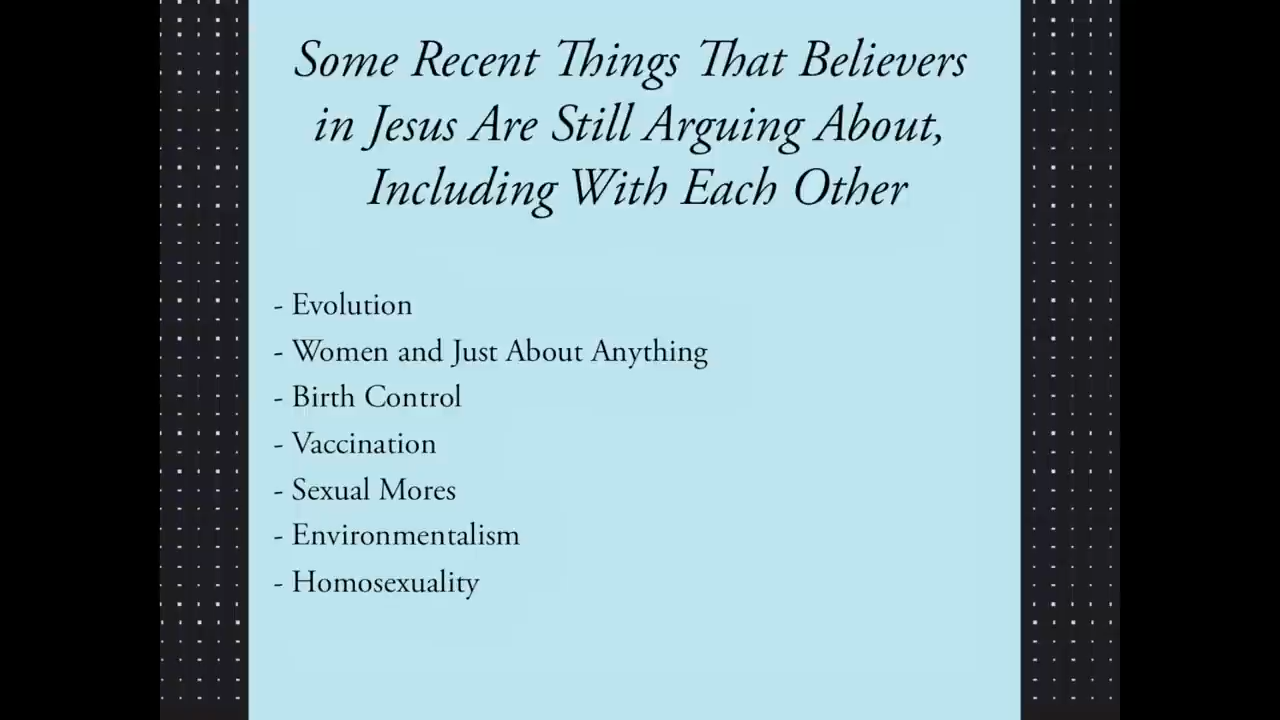 Some Recent Things That Believers
in Jesus Are Still Arguing About,
Including With Each Other
- Evolution
- Women and Just About Anything
- Birth Control
- Vaccination
- Sexual Mores
- Environmentalism
- Homosexuality